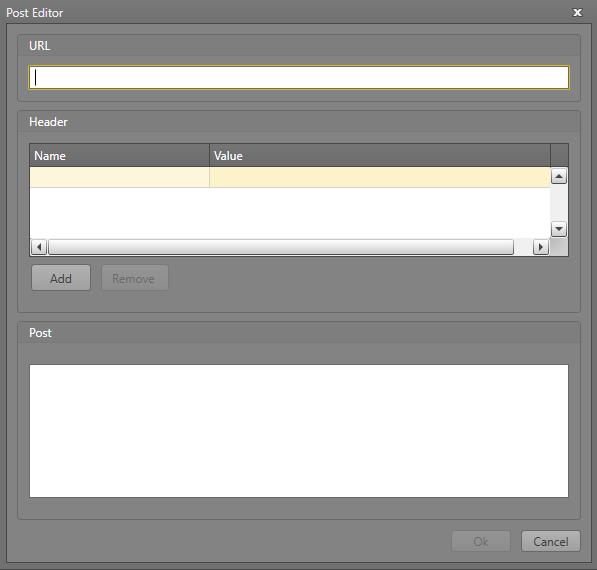 Post Editor
URL
Header
Name Value
Add Remove
Post
Ok Cancel